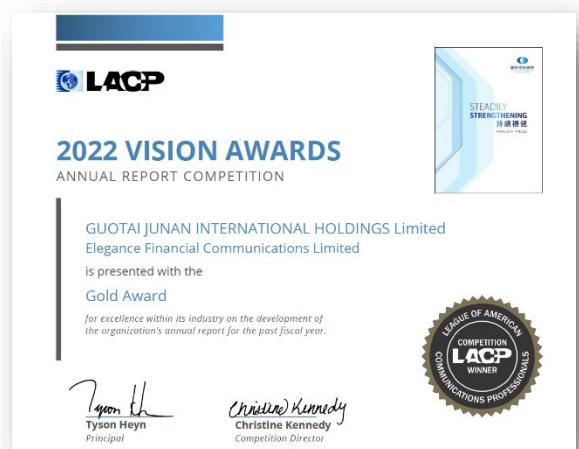 LACP
STEADILY
STRENGTHENING
持續穩健
2022 VISION AWARDS
ANNUAL REPORT COMPETITION
GUOTAI JUNAN INTERNATIONAL HOLDINGS Limited
Elegance Financial Communications Limited
is presented with the
Gold Award
for excellence within its industry on the development of
the organization's annual report for the past fiscal year.
LEAGUE OF AMERICAN
COMMUNICATIONS PROFESSIONALS
COMPETITION
LACP
WINNER
Tyson Heyn
Principal
Christine Kennedy
Christine Kennedy
Competition Director